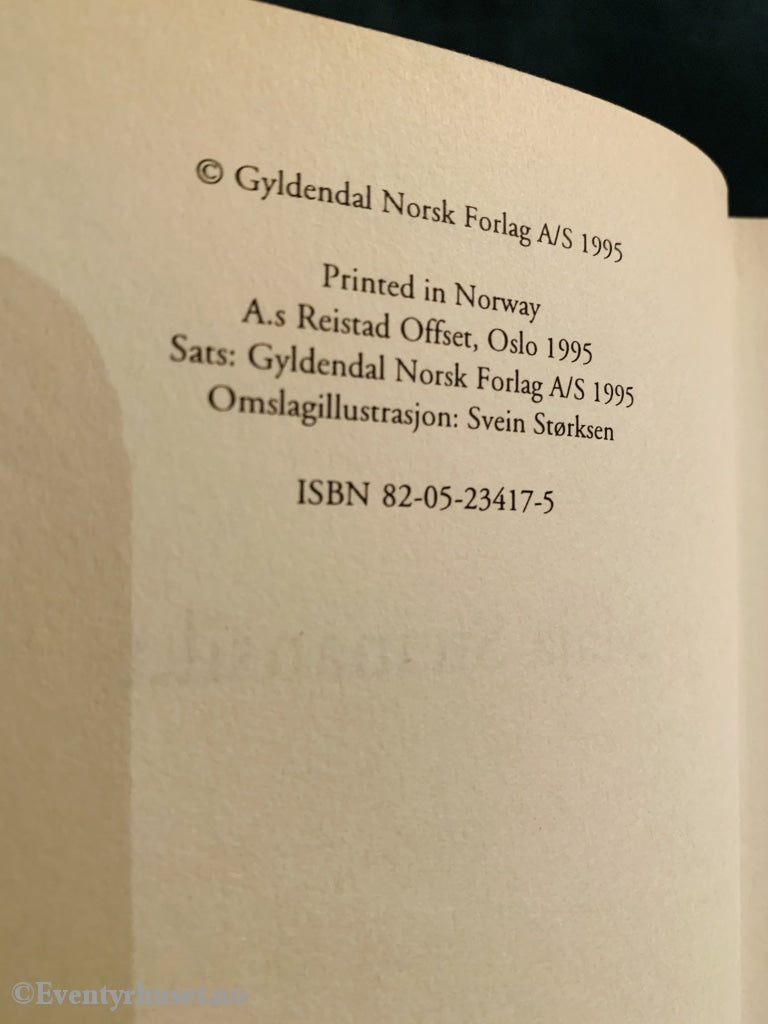 © Gyldendal Norsk Forlag A/S 1995
Printed in Norway
A.s Reistad Offset, Oslo 1995
Sats: Gyldendal Norsk Forlag A/S 1995
Omslagillustrasjon: Svein Størksen
ISBN 82-05-23417-5
©Eventyrhuset.no